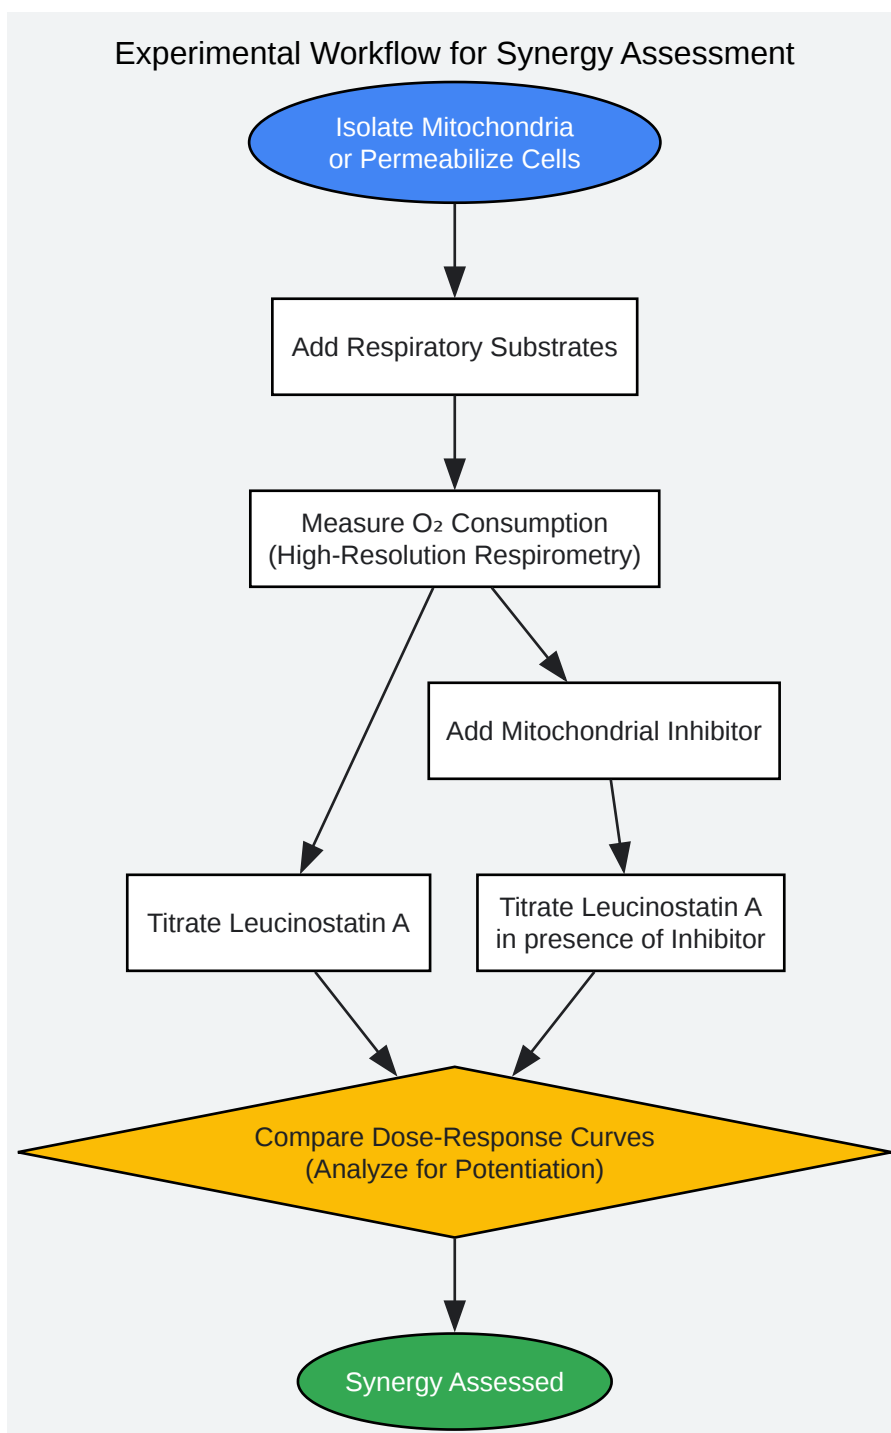 Experimental Workflow for Synergy Assessment
Isolate Mitochondria
or Permeabilize Cells
Add Respiratory Substrates
Measure O₂ Consumption
(High-Resolution Respirometry)
Add Mitochondrial Inhibitor
Titrate Leucinostatin A
Titrate Leucinostatin A
in presence of Inhibitor
Compare Dose-Response Curves
(Analyze for Potentiation)
Synergy Assessed